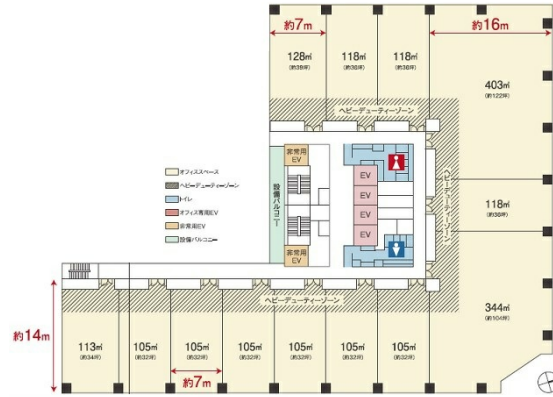 約7m
約16m
128㎡
(約39坪)
118㎡
(約36坪)
118㎡
(約36坪)
403㎡
(約122坪)
ヘビーデューティーゾーン
非常用
EV
設備バルコニー
EV
EV
EV
EV
非常用
EV
オフィススペース
ヘビーデューティーゾーン
トイレ
オフィス専用EV
非常用EV
設備バルコニー
ヘビーデューティーゾーン
118㎡
(約36坪)
ヘビーデューティーゾーン
344㎡
(約104坪)
約14m
113㎡
(約34坪)
105㎡
(約32坪)
105㎡
(約32坪)
105㎡
(約32坪)
105㎡
(約32坪)
105㎡
(約32坪)
105㎡
(約32坪)
約7m